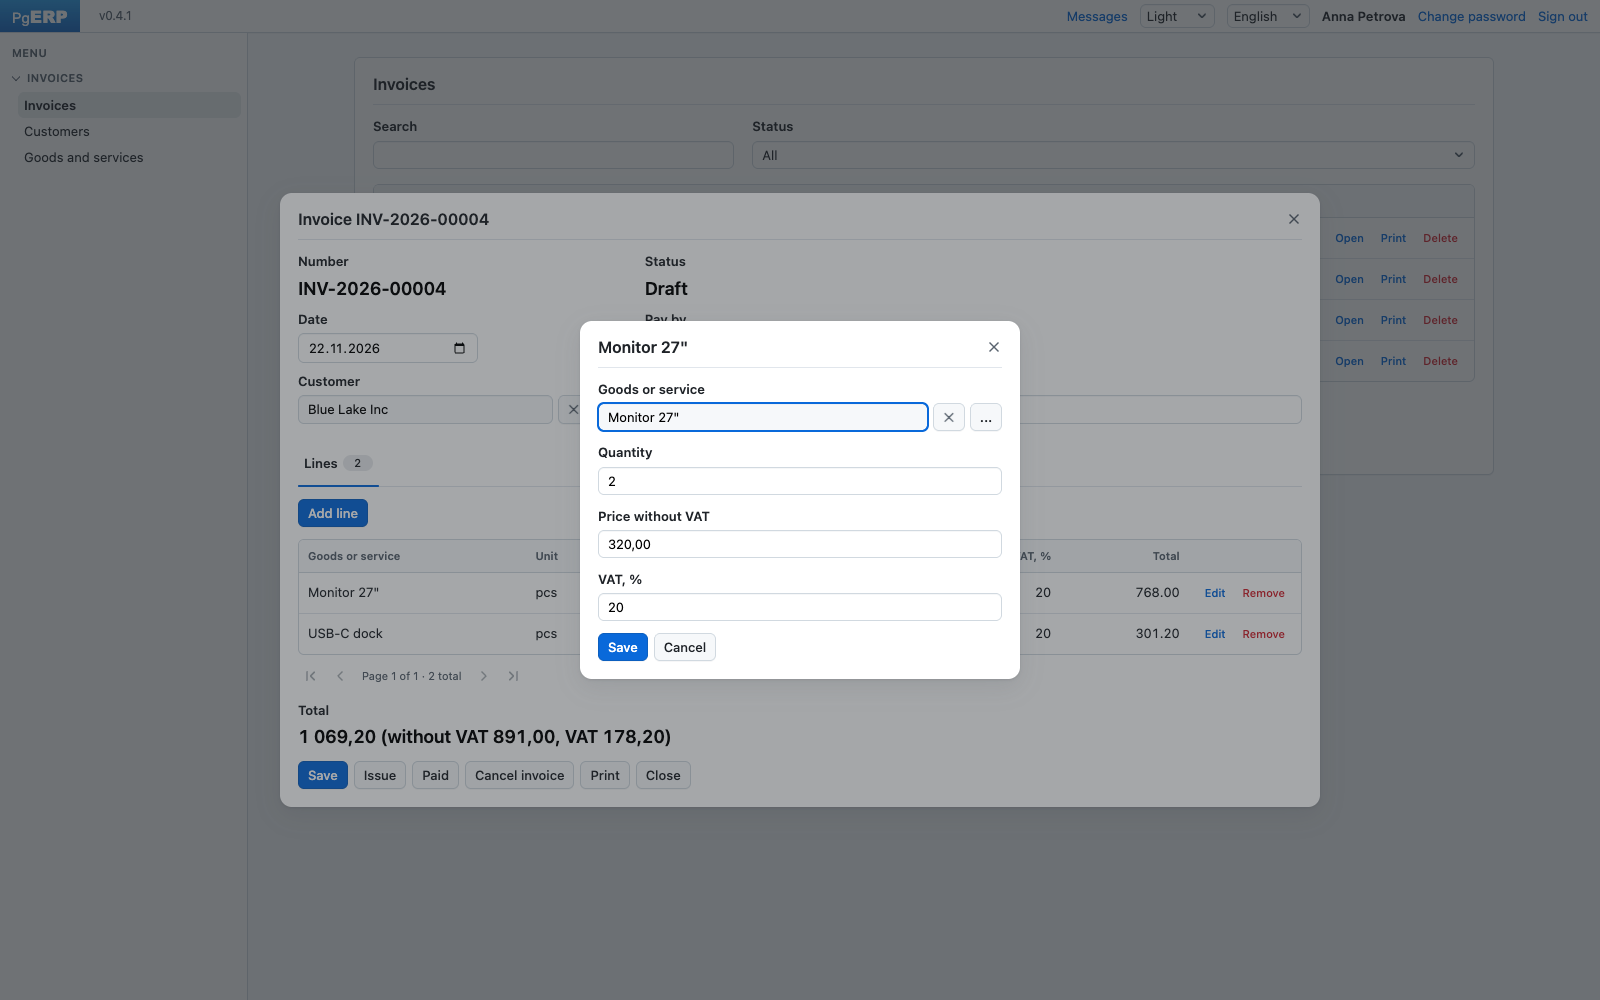 PgERP v0.4.1 Messages Light English Anna Petrova Change password Sign out
MENU
INVOICES
Invoices
Customers
Goods and services
Invoices
Search Status
All
Open Print Delete
Open Print Delete
Open Print Delete
Open Print Delete
Invoice INV-2026-00004
Number Status
INV-2026-00004 Draft
Date Pay by
22.11.2026
Customer
Blue Lake Inc
Lines 2
Add line
Goods or service Unit AT, % Total
Monitor 27" pcs 20 768.00 Edit Remove
USB-C dock pcs 20 301.20 Edit Remove
Page 1 of 1 · 2 total
Total
1 069,20 (without VAT 891,00, VAT 178,20)
Save Issue Paid Cancel invoice Print Close
Monitor 27"
Goods or service
Monitor 27" ...
Quantity
2
Price without VAT
320,00
VAT, %
20
Save Cancel